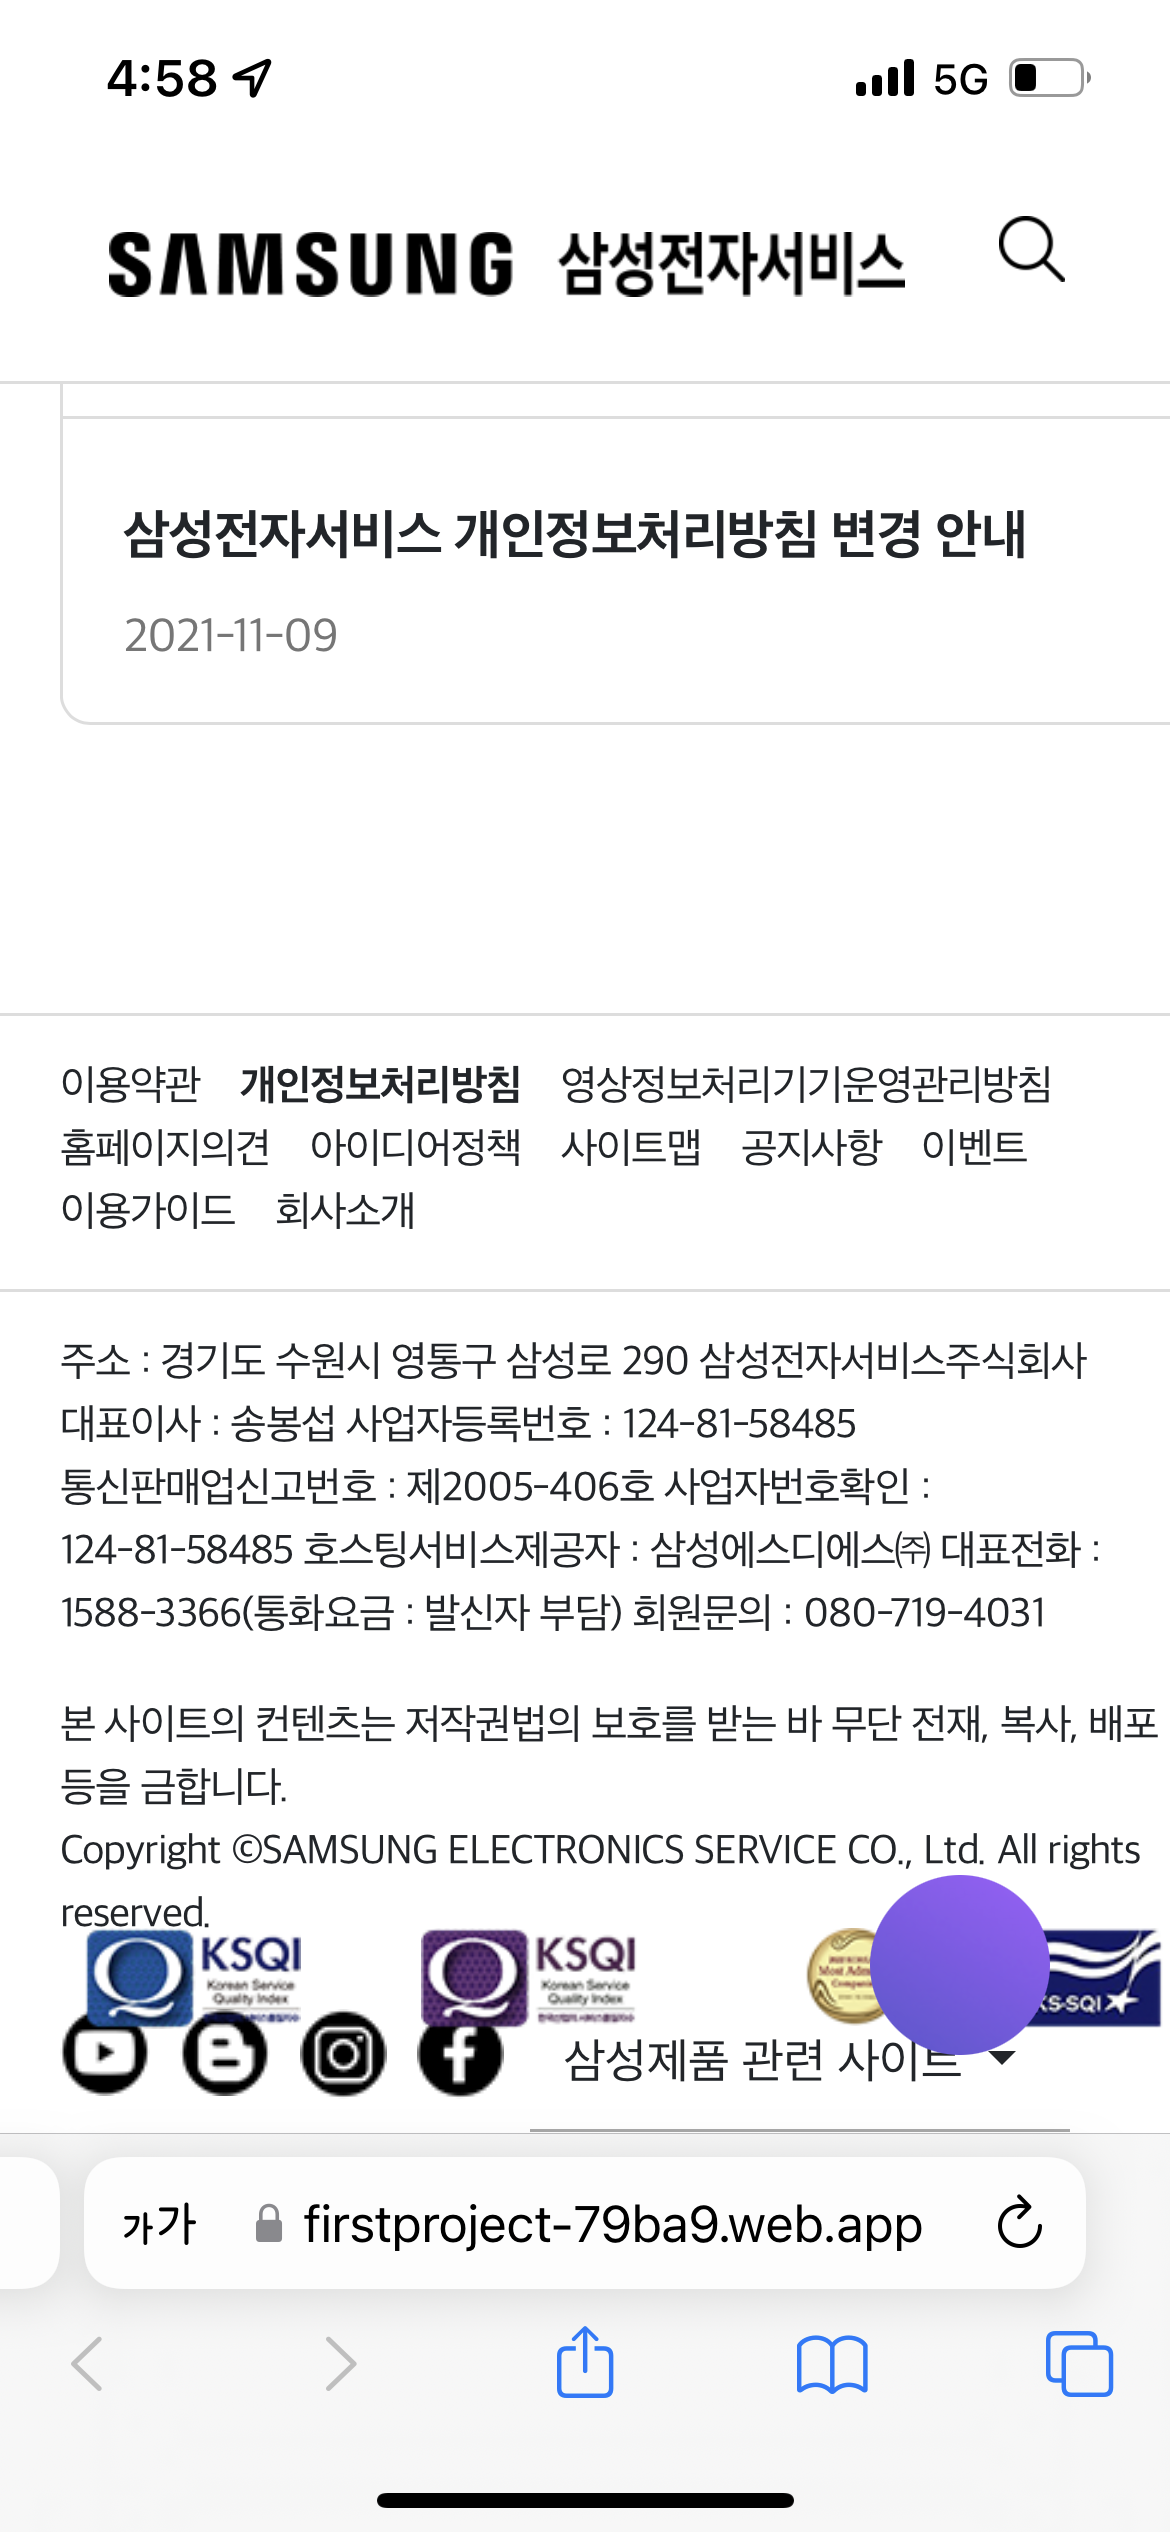 4:58
5G
SAMSUNG 삼성전자서비스
삼성전자서비스 개인정보처리방침 변경 안내
2021-11-09
이용약관 개인정보처리방침 영상정보처리기기운영관리방침
홈페이지의견 아이디어정책 사이트맵 공지사항 이벤트
이용가이드 회사소개
주소 : 경기도 수원시 영통구 삼성로 290 삼성전자서비스주식회사
대표이사 : 송봉섭 사업자등록번호 : 124-81-58485
통신판매업신고번호 : 제2005-406호 사업자번호확인 :
124-81-58485 호스팅서비스제공자 : 삼성에스디에스㈜ 대표전화 :
1588-3366(통화요금 : 발신자 부담) 회원문의 : 080-719-4031
본 사이트의 컨텐츠는 저작권법의 보호를 받는 바 무단 전재, 복사, 배포
등을 금합니다.
Copyright ©SAMSUNG ELECTRONICS SERVICE CO., Ltd. All rights
reserved.
KSQI
Korean Service
Quality Index
KSQI
Korean Service
Quality Index
Most
KS-SQI
삼성제품 관련 사이트
가가 firstproject-79ba9.web.app